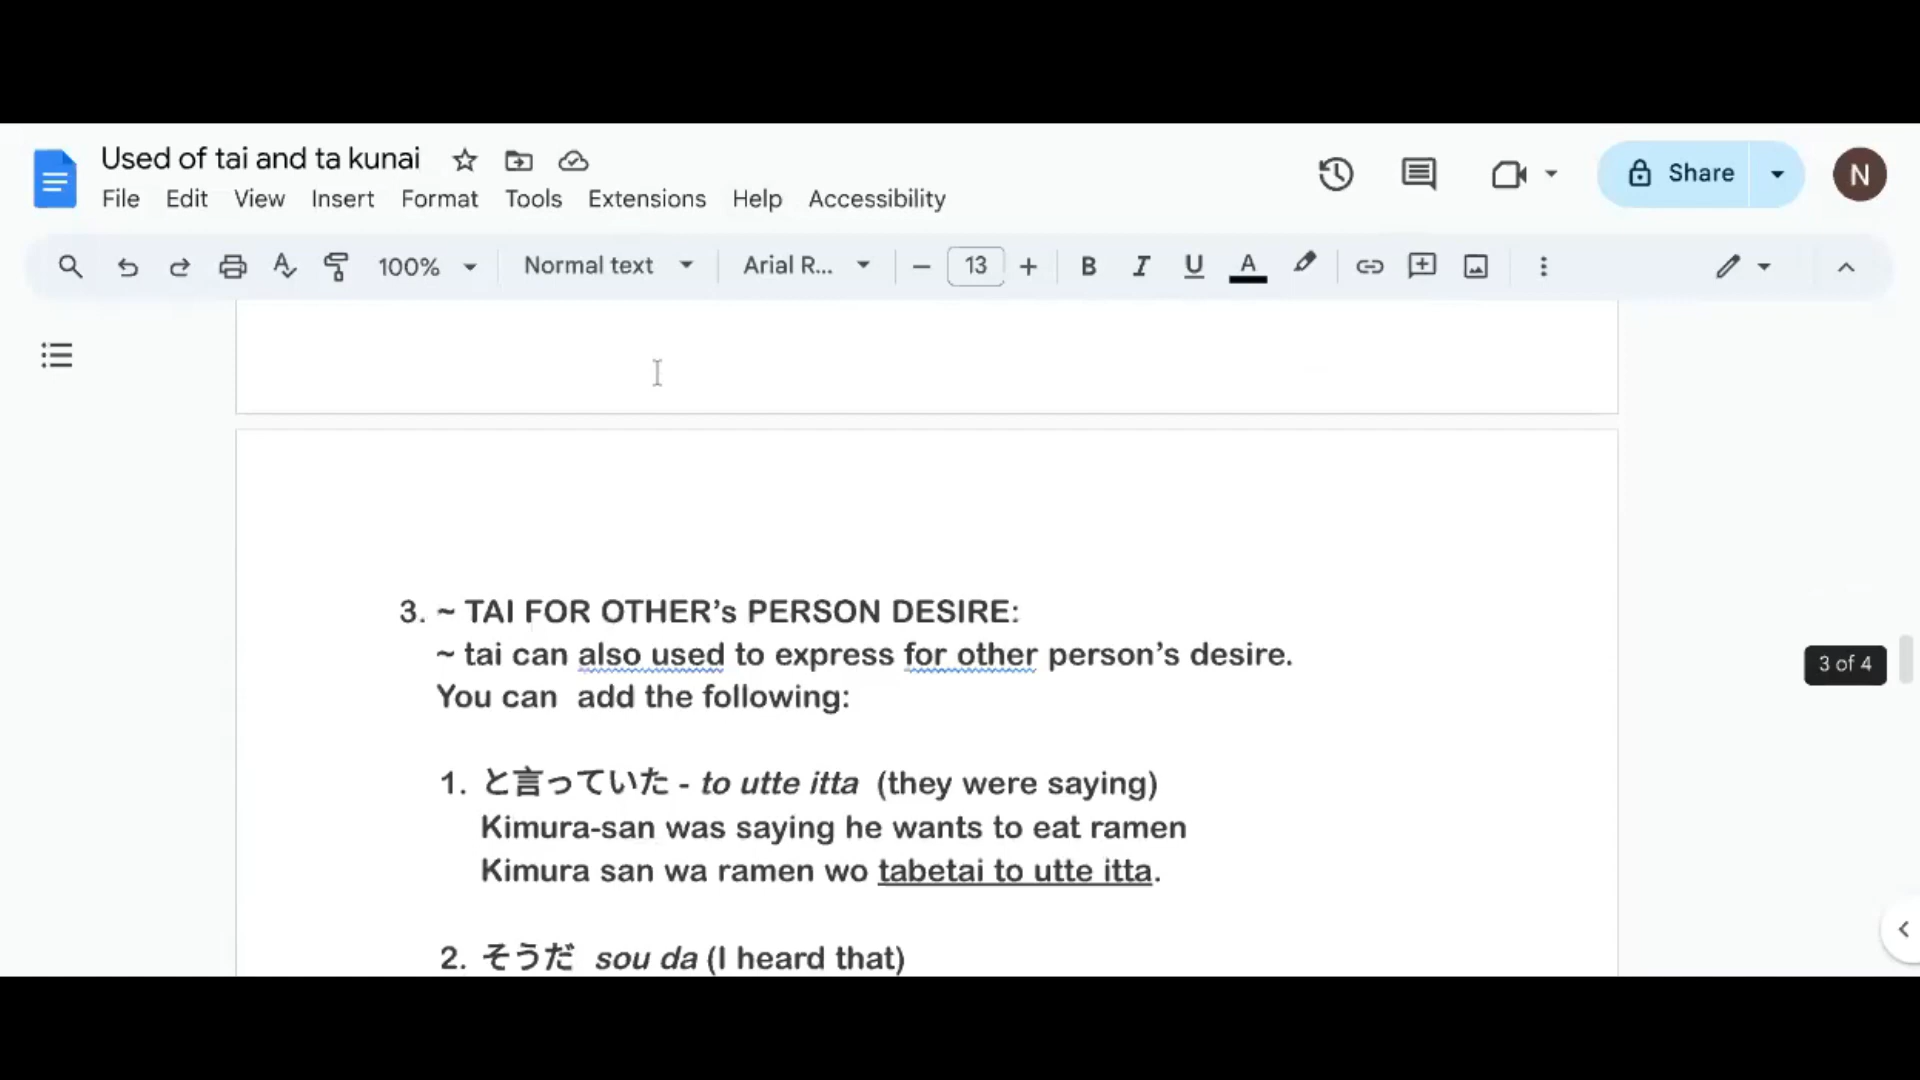 Used of tai and ta kunai
File Edit View Insert Format Tools Extensions Help Accessibility
Share
N
100% Normal text Arial R... 13 B I U A
3. ~ TAI FOR OTHER's PERSON DESIRE:
~ tai can also used to express for other person's desire.
You can add the following:
3 of 4
1. と言っていた - to utte itta (they were saying)
Kimura-san was saying he wants to eat ramen
Kimura san wa ramen wo tabetai to utte itta.
2. そうだ sou da (I heard that)